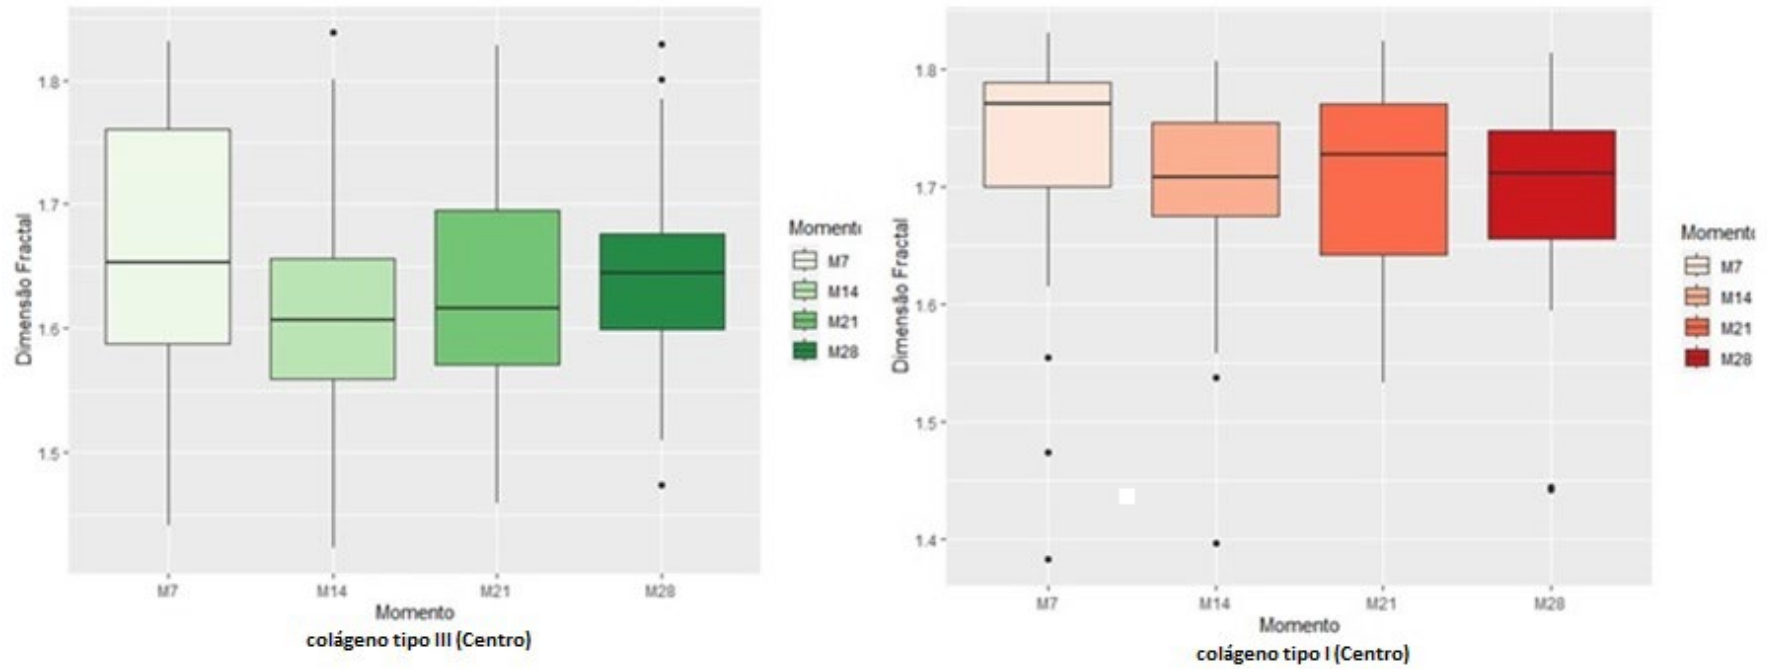 Dimensão Fractal
1.8
1.7
1.6
1.5
M7
M14
M21
M28
Momento
colágeno tipo III (Centro)
Moment
M7
M14
M21
M28
Dimensão Fractal
1.8
1.7
1.6
1.5
1.4
M7
M14
M21
M28
Momento
colágeno tipo I (Centro)
Moment
M7
M14
M21
M28